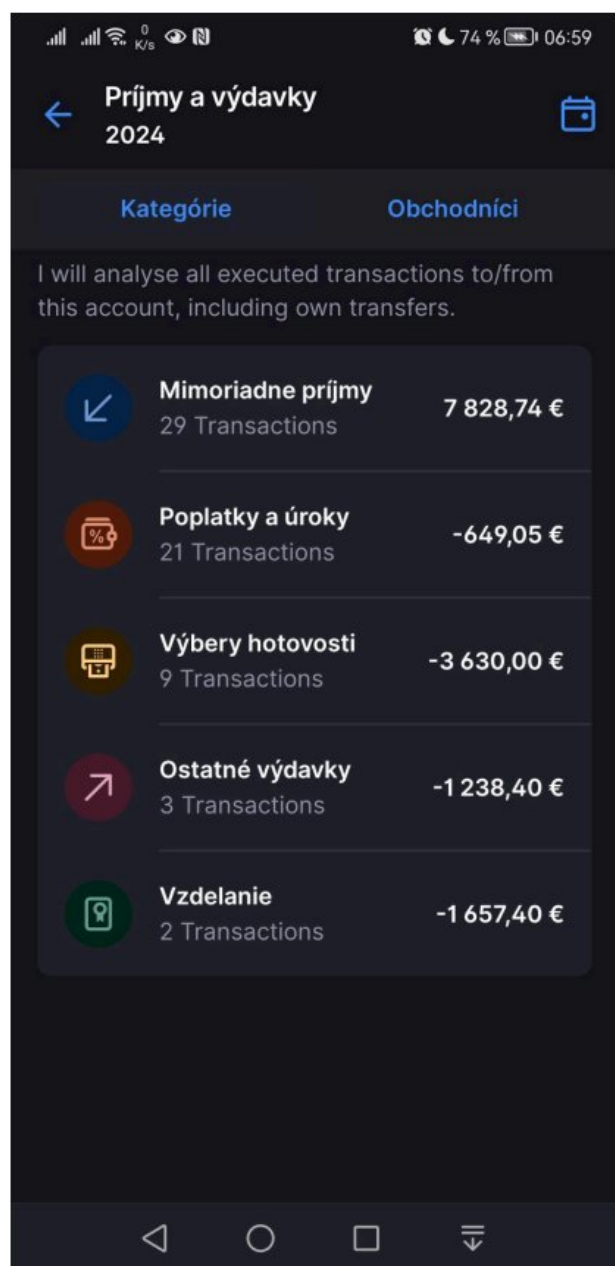 0 K/s 74 % 06:59
Príjmy a výdavky
2024
Kategórie Obchodníci
I will analyse all executed transactions to/from
this account, including own transfers.
Mimoriadne príjmy
29 Transactions
7 828,74 €
Poplatky a úroky
21 Transactions
-649,05 €
Výbery hotovosti
9 Transactions
-3 630,00 €
Ostatné výdavky
3 Transactions
-1 238,40 €
Vzdelanie
2 Transactions
-1 657,40 €